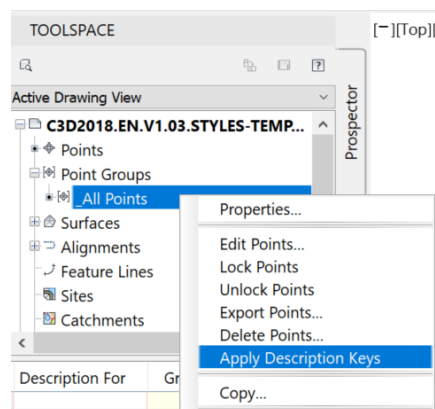 TOOLSPACE
[−][Top][
Active Drawing View
Prospector
C3D2018.EN.V1.03.STYLES-TEMP...
Points
Point Groups
_All Points
Surfaces
Alignments
Feature Lines
Sites
Catchments
Properties...
Edit Points...
Lock Points
Unlock Points
Export Points...
Delete Points...
Apply Description Keys
Copy...
Description For
Gr